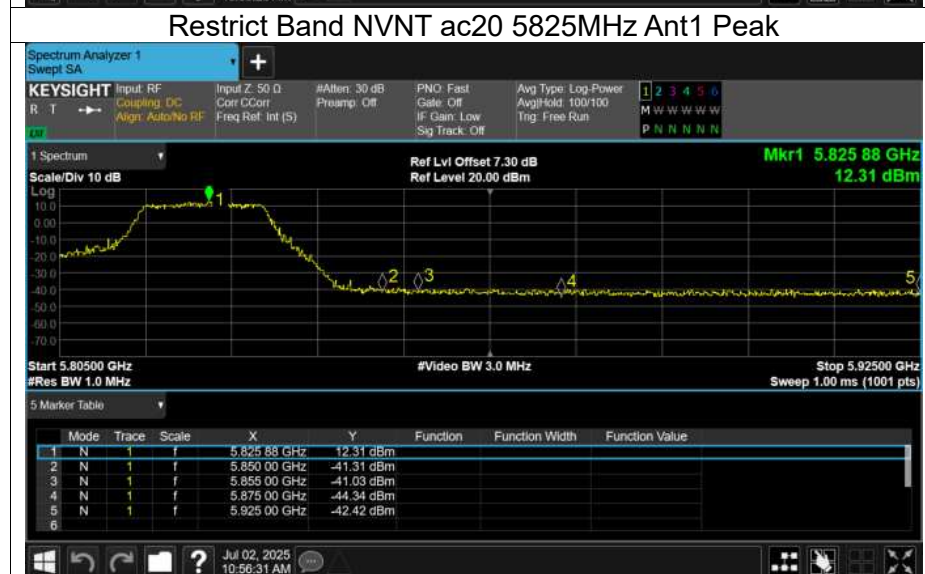 Restrict Band NVNT ac20 5825MHz Ant1 Peak
Spectrum Analyzer 1
Swept SA
+
KEYSIGHT Input: RF Input Z: 50 Ω #Atten: 30 dB PNO: Fast Avg Type: Log-Power 1 2 3 4 5 6
R T Coupling: DC Corr CCorr Preamp: Off Gate: Off Avg|Hold: 100/100 M W W W W W
Align: Auto/No RF Freq Ref: Int (S) IF Gain: Low Trig: Free Run
Sig Track: Off P N N N N N
1 Spectrum Ref Lvl Offset 7.30 dB Mkr1 5.825 88 GHz
Scale/Div 10 dB Ref Level 20.00 dBm 12.31 dBm
Log
10.0
0.00
-10.0
-20.0
-30.0
-40.0
-50.0
-60.0
-70.0
1
2
3
4
5
Start 5.80500 GHz #Video BW 3.0 MHz Stop 5.92500 GHz
#Res BW 1.0 MHz Sweep 1.00 ms (1001 pts)
5 Marker Table
Mode Trace Scale X Y Function Function Width Function Value
1 N 1 f 5.825 88 GHz 12.31 dBm
2 N 1 f 5.850 00 GHz -41.31 dBm
3 N 1 f 5.855 00 GHz -41.03 dBm
4 N 1 f 5.875 00 GHz -44.34 dBm
5 N 1 f 5.925 00 GHz -42.42 dBm
6
? Jul 02, 2025
10:56:31 AM